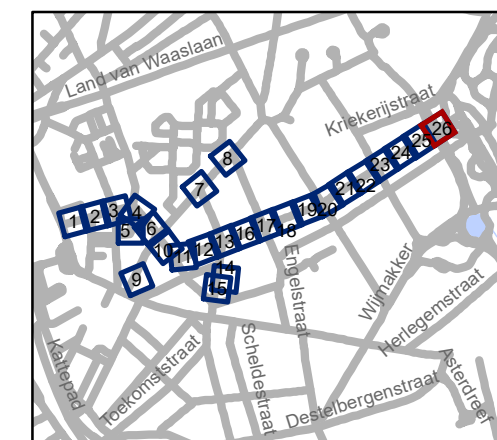 Land van Waaslaan
Kriekerijstraat
26
25
24
23
8
7
22
21
20
19
18
17
16
13
12
11
10
6
5
4
3
2
1
14
15
9
Engelstraat
Wijmakker
Herlegemstraat
Kattepad
Toekomststraat
Scheldestraat
Destelbergenstraat
Asterdreef